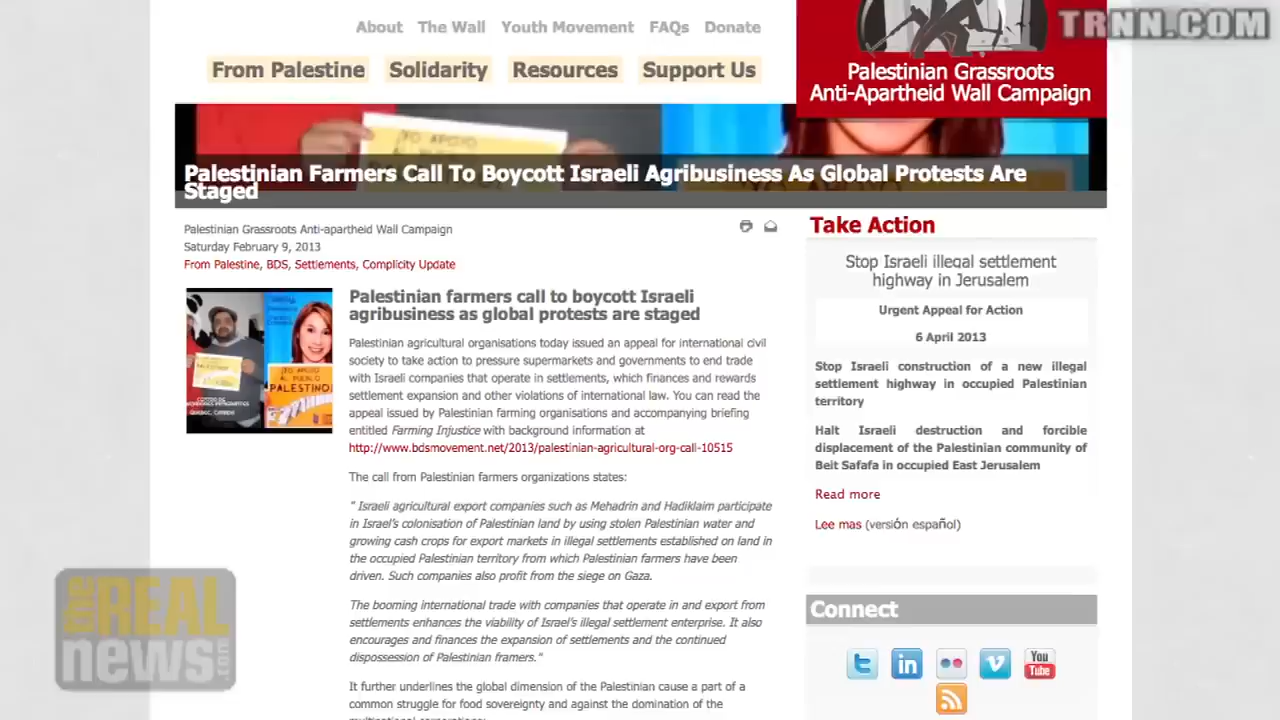 About The Wall Youth Movement FAQs Donate
TRNN.COM
From Palestine Solidarity Resources Support Us
Palestinian Grassroots
Anti-Apartheid Wall Campaign
YO APOYO
Palestinian Farmers Call To Boycott Israeli Agribusiness As Global Protests Are
Staged
Palestinian Grassroots Anti-apartheid Wall Campaign
Saturday February 9, 2013
From Palestine, BDS, Settlements, Complicity Update
YO APOYO
AL PUEBLO
PALESTINO!
Palestinian farmers call to boycott Israeli
agribusiness as global protests are staged
Palestinian agricultural organisations today issued an appeal for international civil
society to take action to pressure supermarkets and governments to end trade
with Israeli companies that operate in settlements, which finances and rewards
settlement expansion and other violations of international law. You can read the
appeal issued by Palestinian farming organisations and accompanying briefing
entitled Farming Injustice with background information at
http://www.bdsmovement.net/2013/palestinian-agricultural-org-call-10515
The call from Palestinian farmers organizations states:
" Israeli agricultural export companies such as Mehadrin and Hadiklaim participate
in Israel's colonisation of Palestinian land by using stolen Palestinian water and
growing cash crops for export markets in illegal settlements established on land in
the occupied Palestinian territory from which Palestinian farmers have been
driven. Such companies also profit from the siege on Gaza.
The booming international trade with companies that operate in and export from
settlements enhances the viability of Israel's illegal settlement enterprise. It also
encourages and finances the expansion of settlements and the continued
dispossession of Palestinian framers."
It further underlines the global dimension of the Palestinian cause a part of a
common struggle for food sovereignty and against the domination of the
multinational corporations:
Take Action
Stop Israeli illegal settlement
highway in Jerusalem
Urgent Appeal for Action
6 April 2013
Stop Israeli construction of a new illegal
settlement highway in occupied Palestinian
territory
Halt Israeli destruction and forcible
displacement of the Palestinian community of
Beit Safafa in occupied East Jerusalem
Read more
Lee mas (versión español)
Connect
You
Tube
the
REAL
news.com